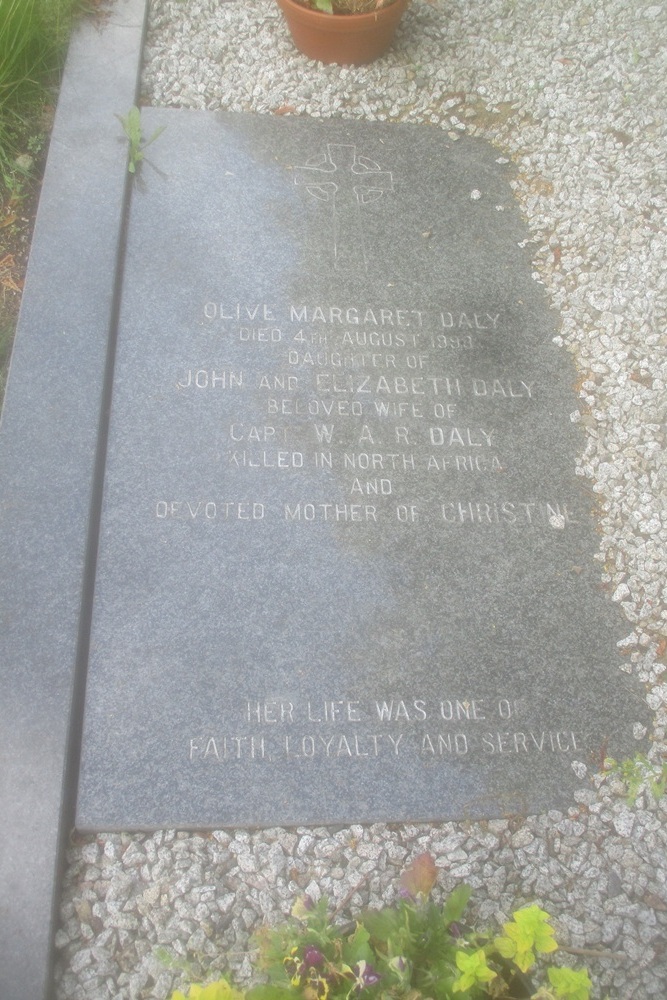 OLIVE MARGARET DALY
DIED 4TH AUGUST
DAUGHTER OF
JOHN AND ELIZABETH DALY
BELOVED WIFE OF
CAPT. W. A. R. DALY
KILLED IN NORTH AFRICA
AND
DEVOTED MOTHER OF CHRISTINE
HER LIFE WAS ONE OF
FAITH, LOYALTY AND SERVICE